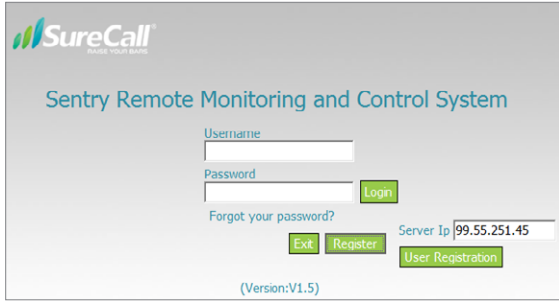 SureCall
RAISE YOUR BARS
Sentry Remote Monitoring and Control System
Username
Password
Login
Forgot your password?
Server Ip 99.55.251.45
Exit Register
User Registration
(Version:V1.5)